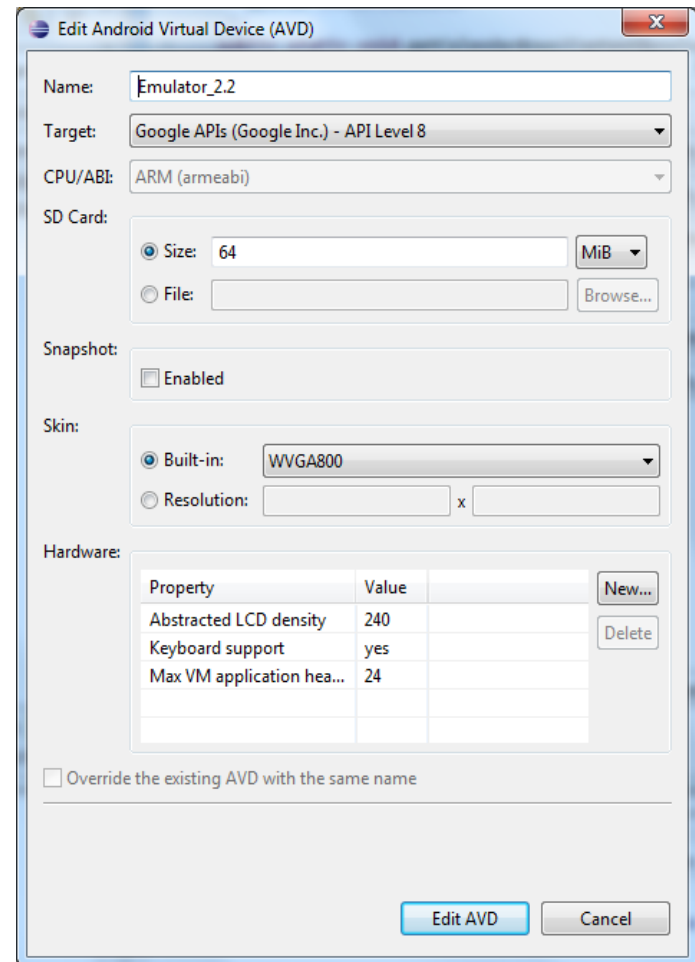 Edit Android Virtual Device (AVD)
Name: Emulator_2.2
Target: Google APIs (Google Inc.) - API Level 8
CPU/ABI: ARM (armeabi)
SD Card:
Size: 64 MiB
File: Browse...
Snapshot:
Enabled
Skin:
Built-in: WVGA800
Resolution: x
Hardware:
Property Value New...
Abstracted LCD density 240
Delete
Keyboard support yes
Max VM application hea... 24
Override the existing AVD with the same name
Edit AVD Cancel